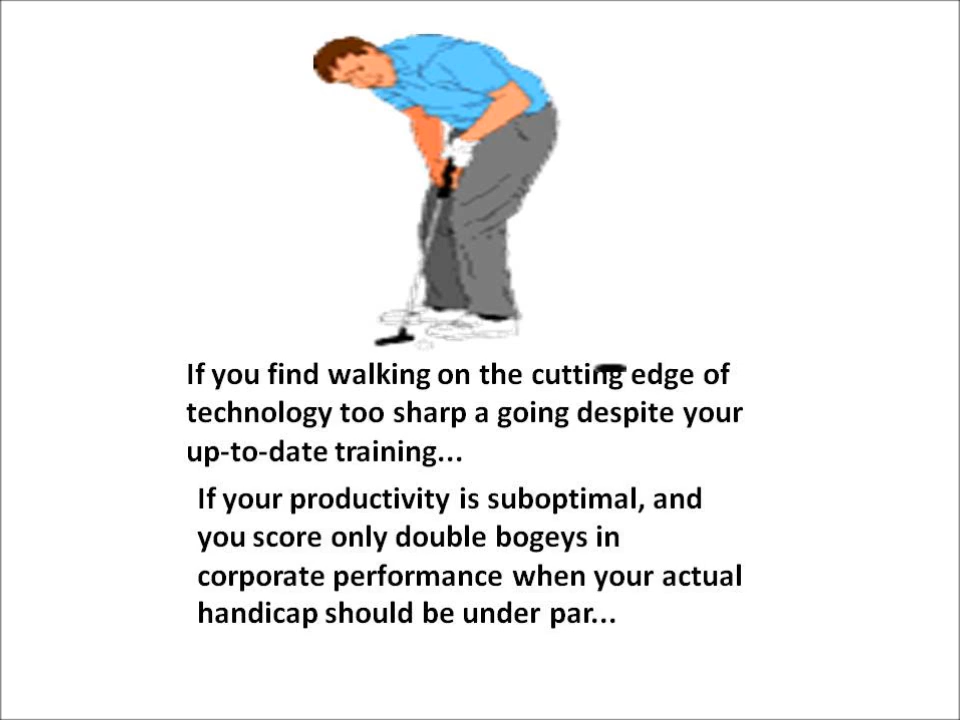 If you find walking on the cutting edge of
technology too sharp a going despite your
up-to-date training...
If your productivity is suboptimal, and
you score only double bogeys in
corporate performance when your actual
handicap should be under par...